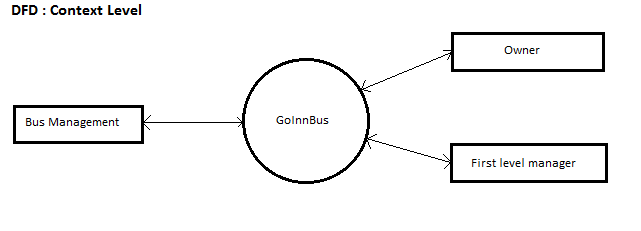 DFD : Context Level
Owner
Bus Management
GoInnBus
First level manager